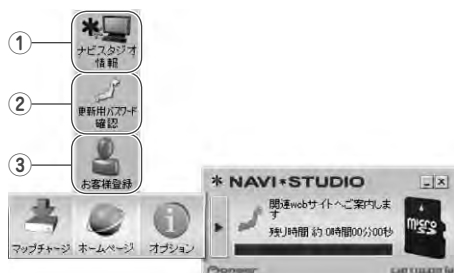 ①
ナビスタジオ
情報
②
更新用パスワード
確認
③
お客様登録
マップチャージ
ホームページ
オプション
* NAVI*STUDIO
関連webサイトへご案内しま
す
残り時間 約 0時間00分00秒
micro
Pioneer
carrozzeria